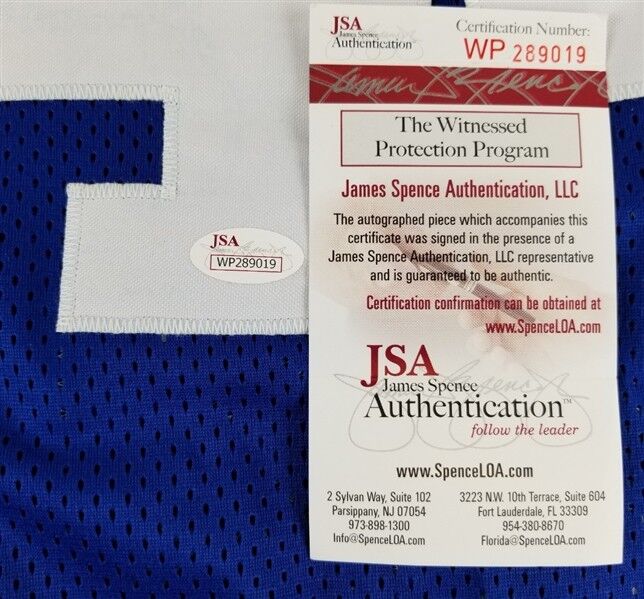 JSA
James Spence
Authentication
Certification Number:
WP 289019
James Spence
The Witnessed
Protection Program
James Spence Authentication, LLC
The autographed piece which accompanies this
certificate was signed in the presence of a
James Spence Authentication, LLC representative
and is guaranteed to be authentic.
Certification confirmation can be obtained at
www.SpenceLOA.com
JSA
James Spence
Authentication™
follow the leader
www.SpenceLOA.com
2 Sylvan Way, Suite 102
Parsippany, NJ 07054
973-898-1300
Info@SpenceLOA.com
3223 N.W. 10th Terrace, Suite 604
Fort Lauderdale, FL 33309
954-380-8670
Florida@SpenceLOA.com
JSA
WP289019